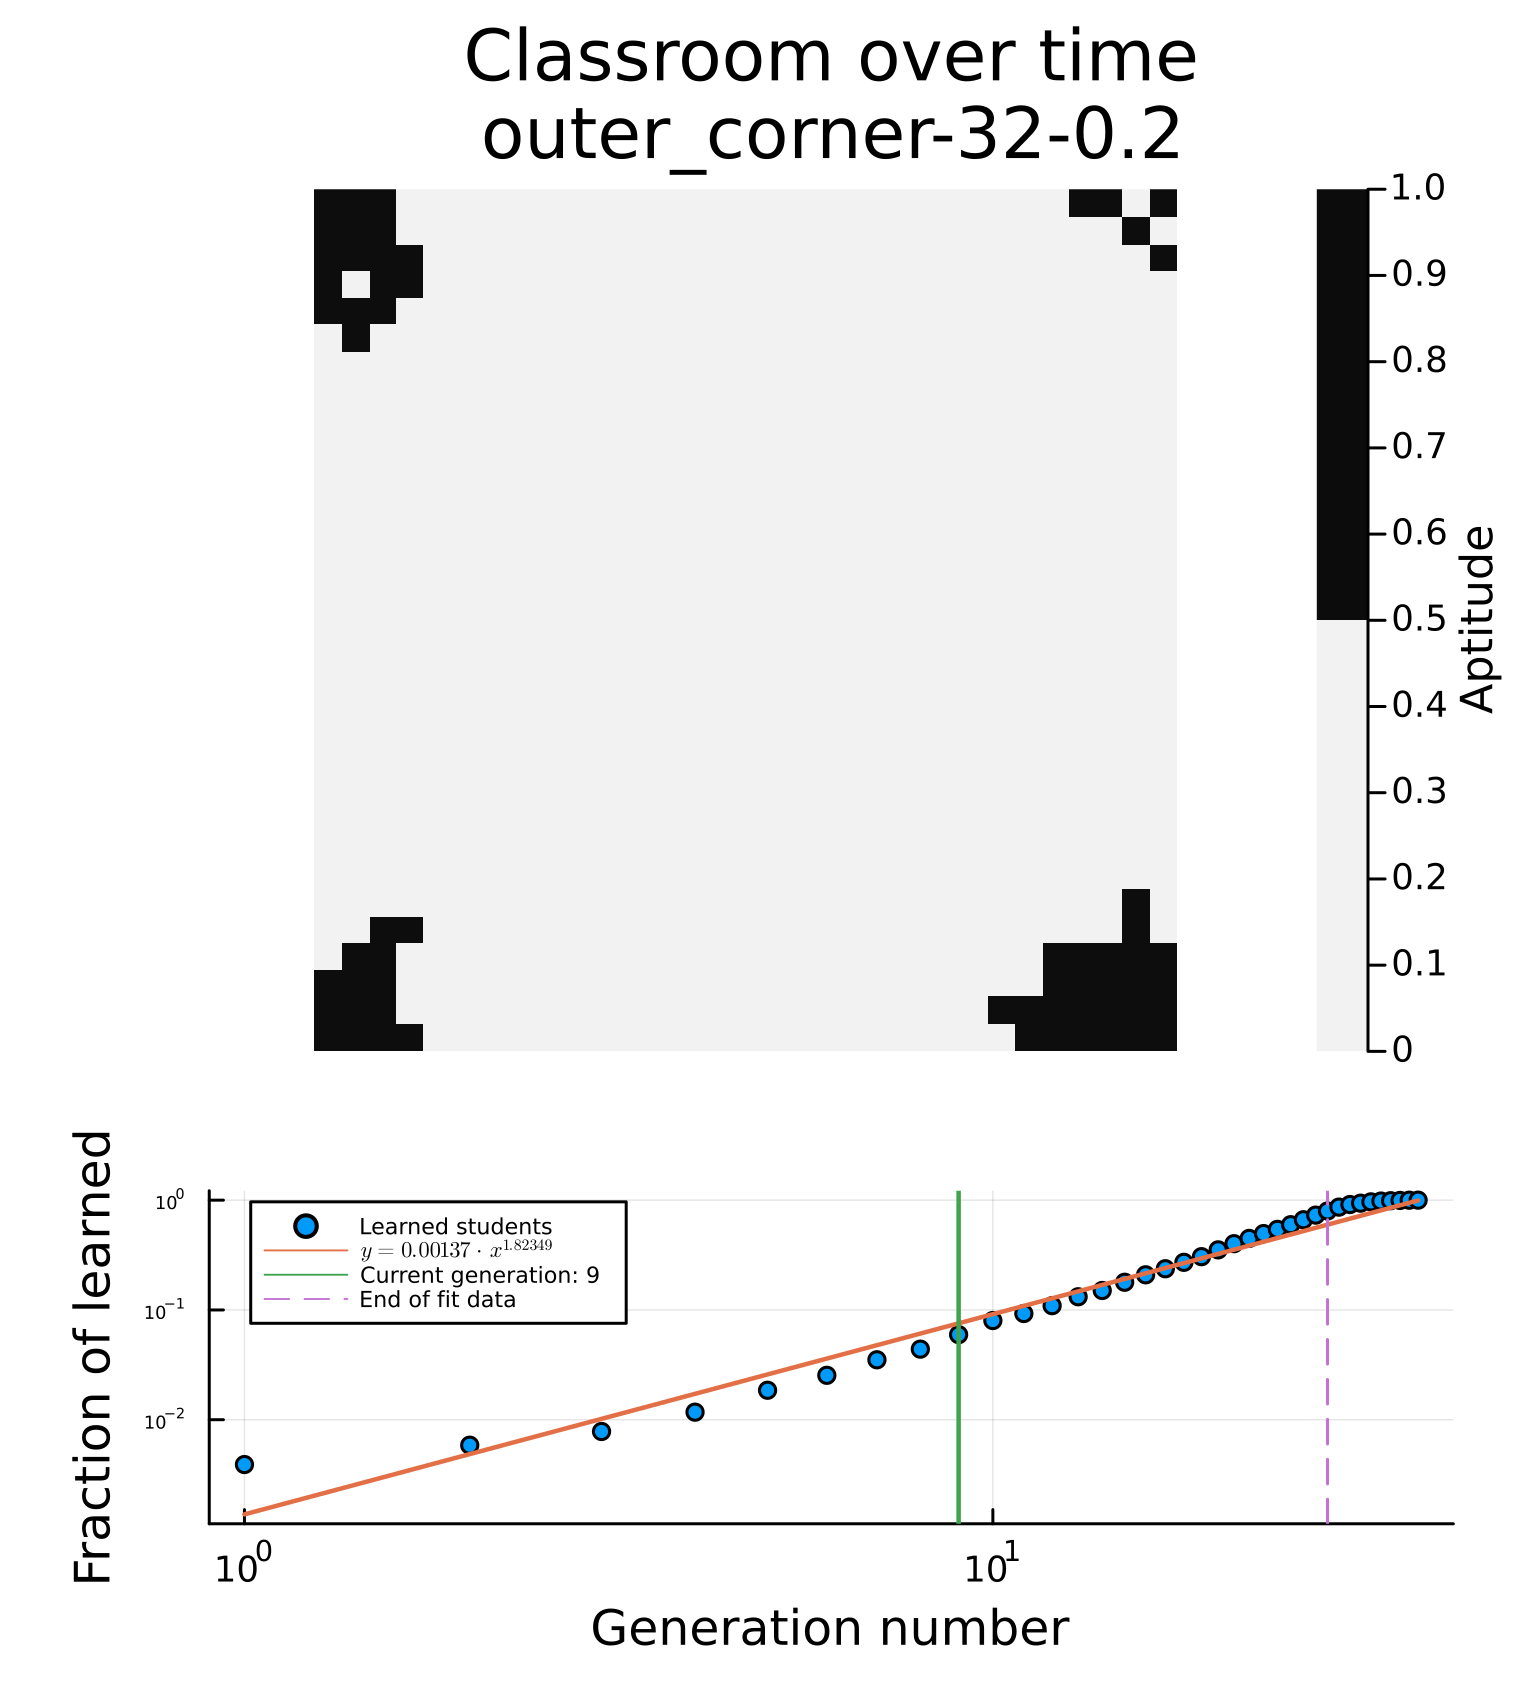 Classroom over time
outer_corner-32-0.2
1.0
0.9
0.8
0.7
0.6
0.5
0.4
0.3
0.2
0.1
0
Aptitude
Fraction of learned
10⁰
10⁻¹
10⁻²
Learned students
y = 0.00137 · x^1.82349
Current generation: 9
End of fit data
10⁰
10¹
Generation number